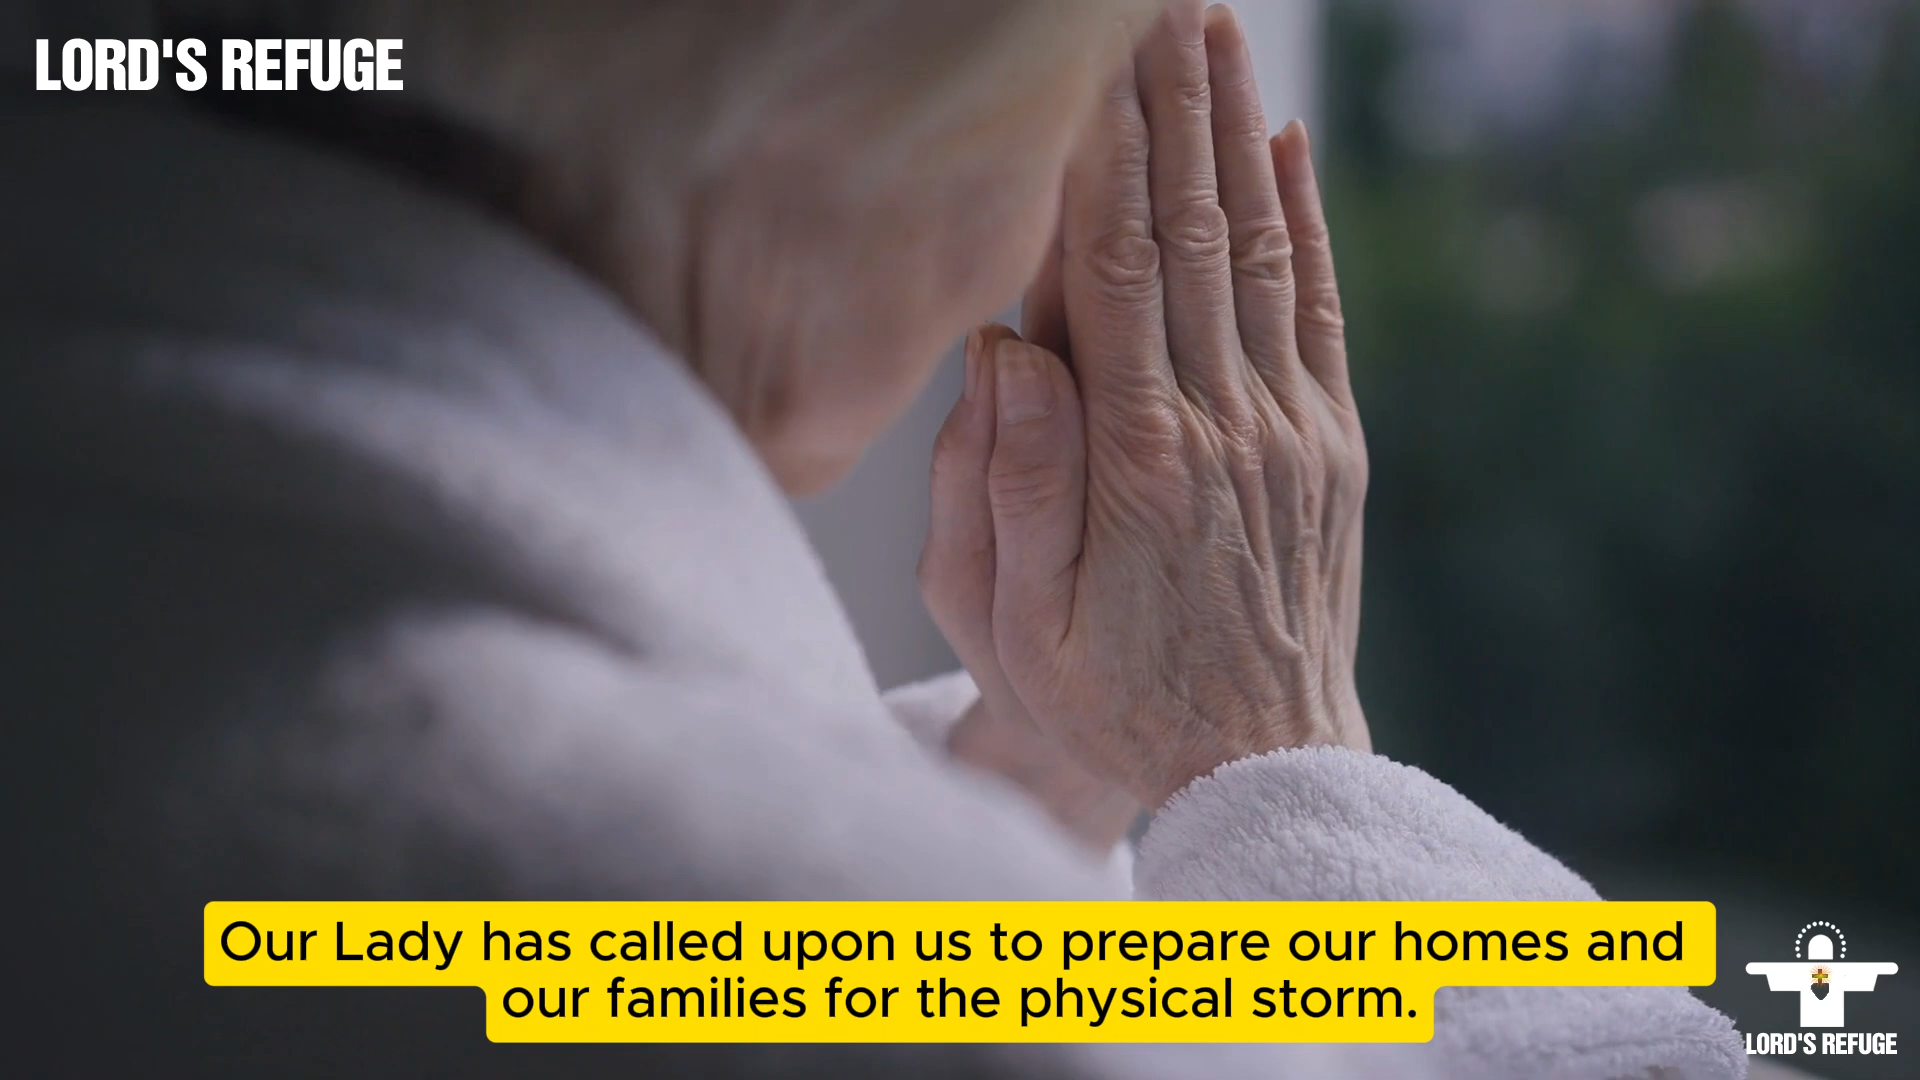 LORD'S REFUGE
Our Lady has called upon us to prepare our homes and
our families for the physical storm.
LORD'S REFUGE